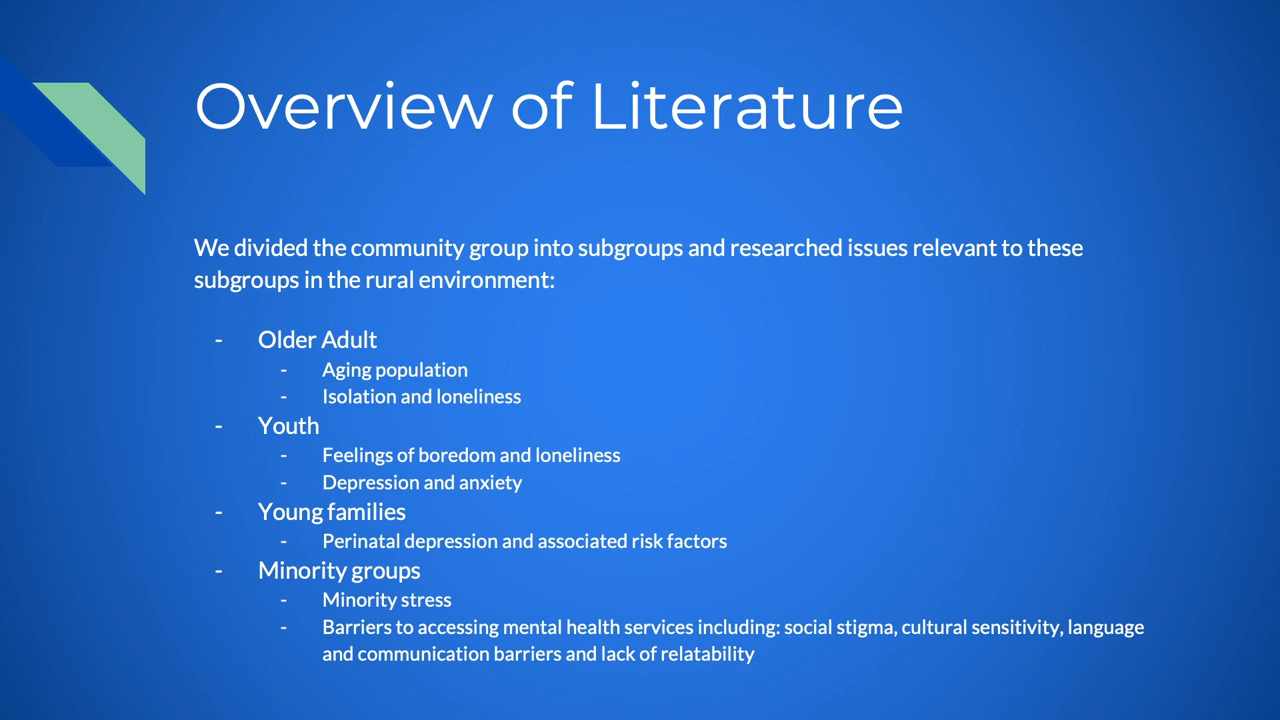 Overview of Literature
We divided the community group into subgroups and researched issues relevant to these
subgroups in the rural environment:
- Older Adult
- Aging population
- Isolation and loneliness
- Youth
- Feelings of boredom and loneliness
- Depression and anxiety
- Young families
- Perinatal depression and associated risk factors
- Minority groups
- Minority stress
- Barriers to accessing mental health services including: social stigma, cultural sensitivity, language
and communication barriers and lack of relatability